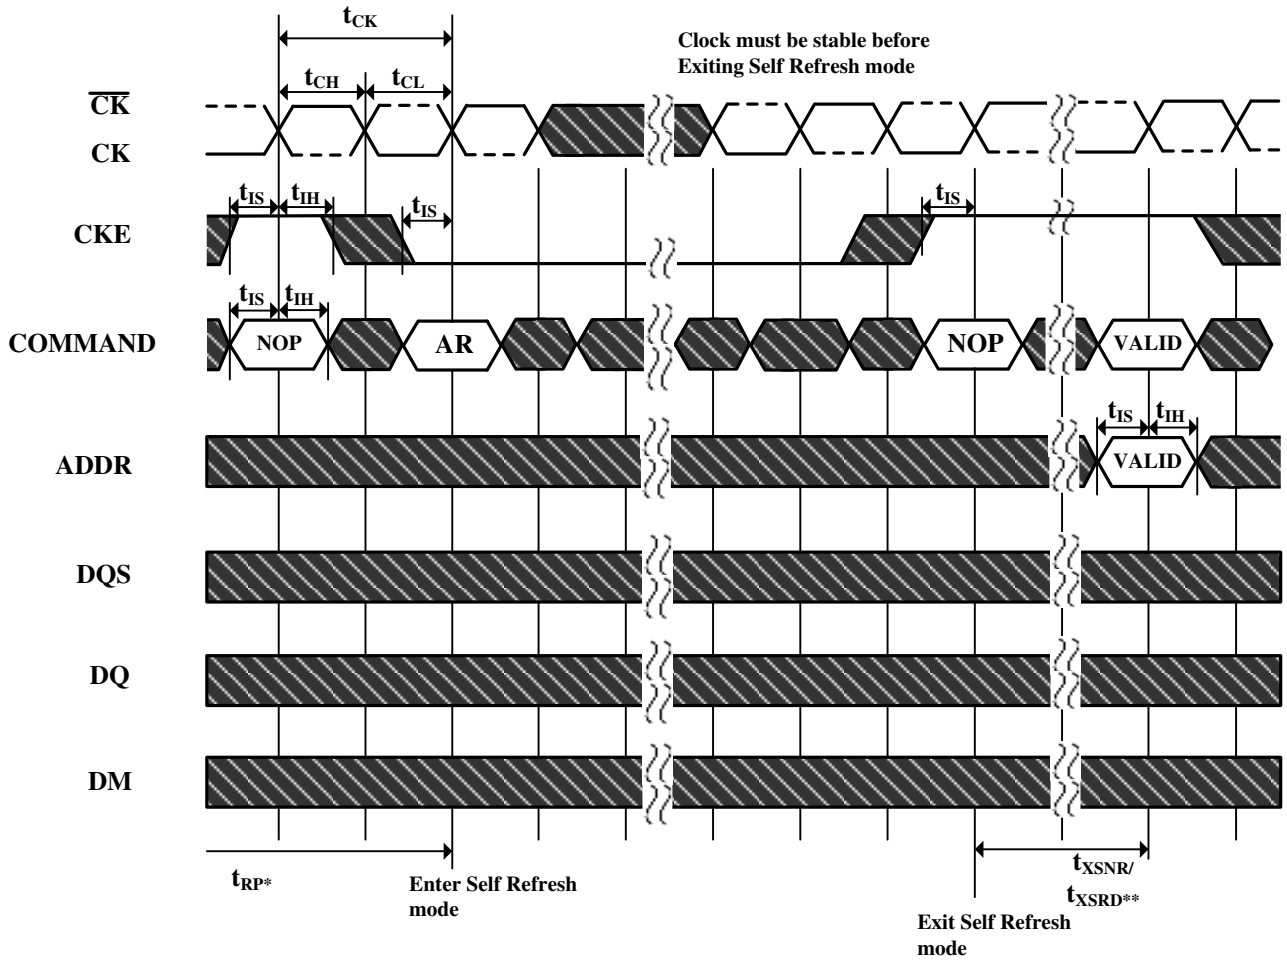 tCK
Clock must be stable before
Exiting Self Refresh mode
tCH
tCL
CK
CK
tIS
tIH
tIS
tIS
CKE
tIS
tIH
COMMAND
NOP
AR
NOP
VALID
tIS
tIH
ADDR
VALID
DQS
DQ
DM
tRP*
Enter Self Refresh
mode
tXSNR/
tXSRD**
Exit Self Refresh
mode